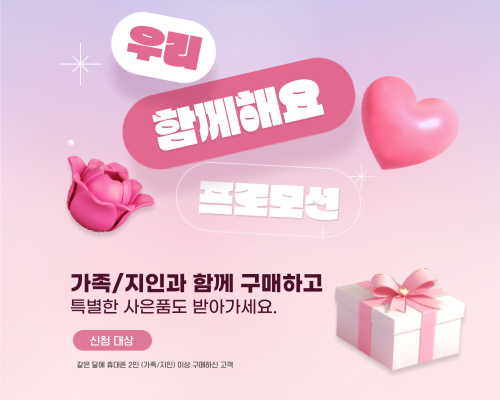 우리
함께해요
프로모션
가족/지인과 함께 구매하고
특별한 사은품도 받아가세요.
신청 대상
같은 달에 휴대폰 2인 (가족/지인) 이상 구매하신 고객